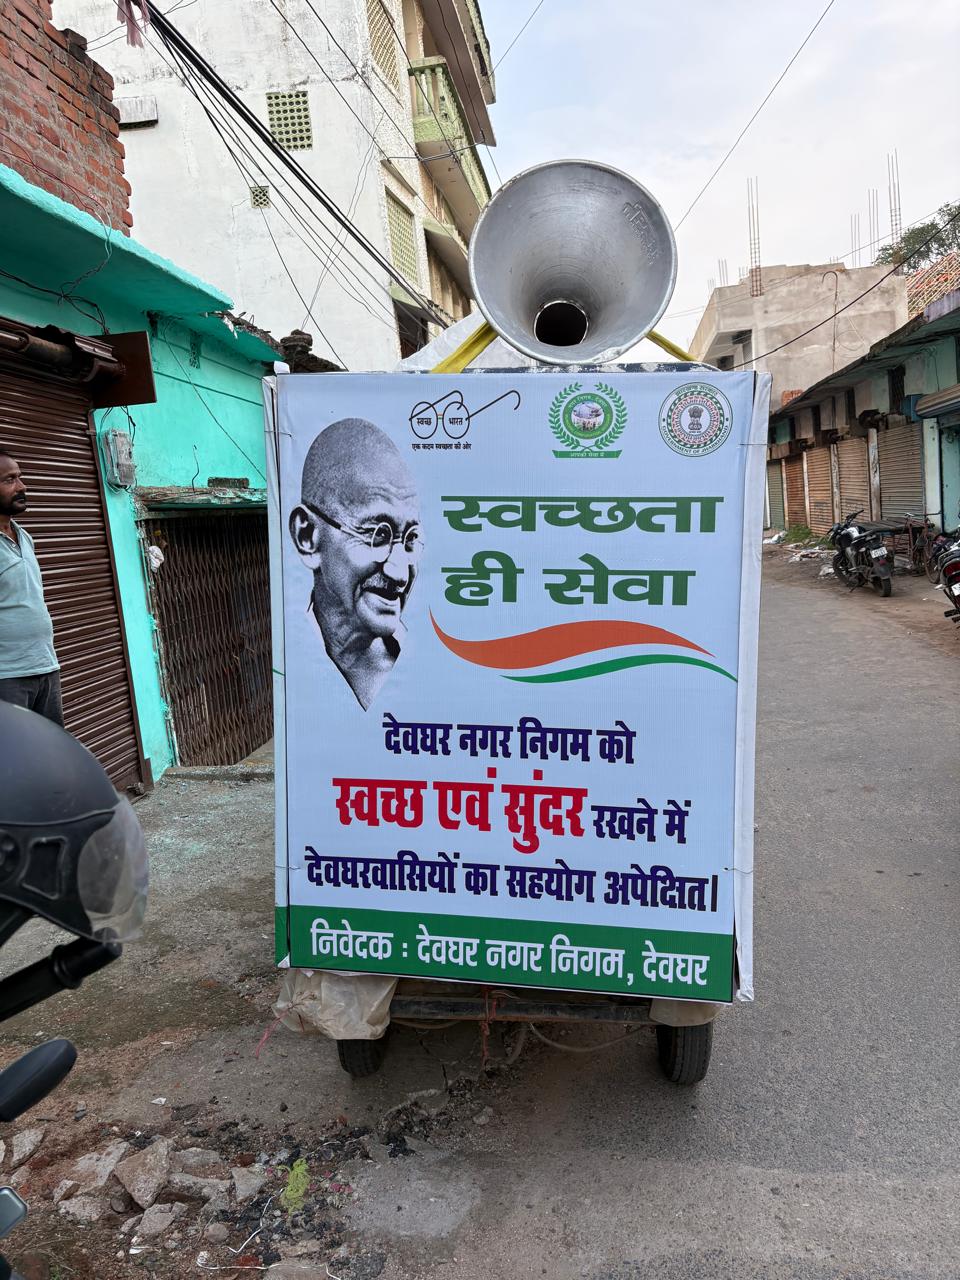 स्वच्छ भारत
एक कदम स्वच्छता की ओर
आपकी सेवा में
स्वच्छता
ही सेवा
देवघर नगर निगम को
स्वच्छ एवं सुंदर रखने में
देवघरवासियों का सहयोग अपेक्षित।
निवेदक : देवघर नगर निगम, देवघर